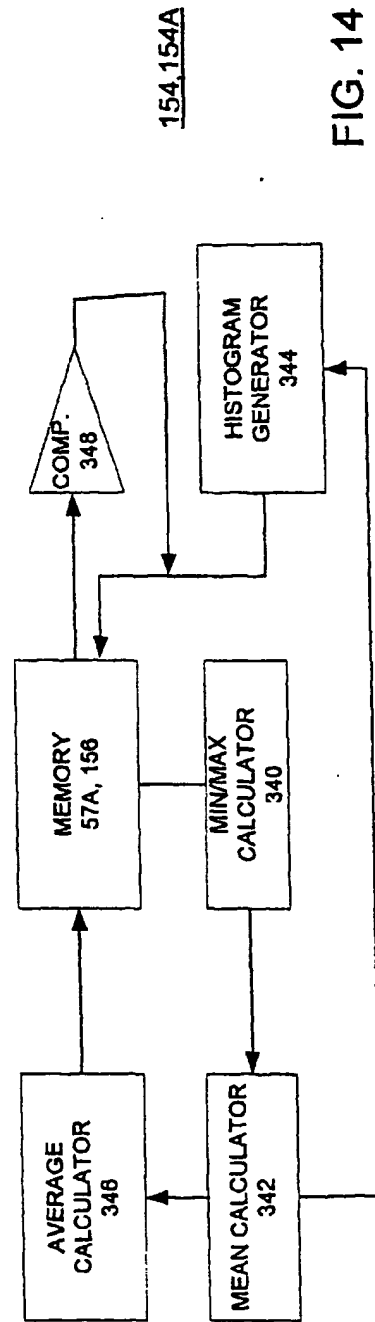 AVERAGE
CALCULATOR
346
MEMORY
57A, 156
COMP.
348
MEAN CALCULATOR
342
MIN/MAX
CALCULATOR
340
HISTOGRAM
GENERATOR
344
154,154A
FIG. 14